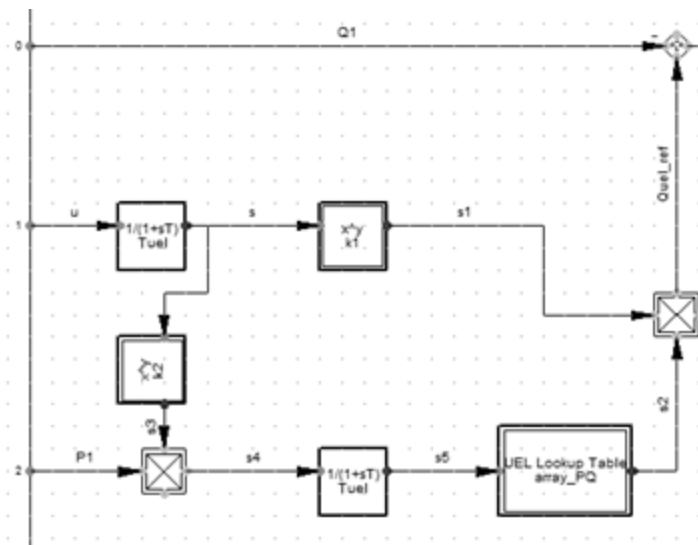 Q1
0
-
Quel_ref
1
u
1/(1+sT)
Tuel
s
x^y
k1
s1
x^y
k2
s3
s2
2
P1
s4
1/(1+sT)
Tuel
s5
UEL Lookup Table
array_PQ